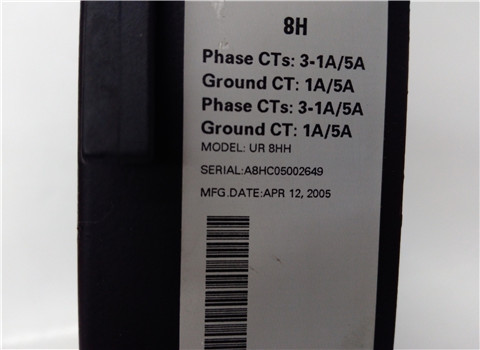 8H
Phase CTs: 3-1A/5A
Ground CT: 1A/5A
Phase CTs: 3-1A/5A
Ground CT: 1A/5A
MODEL: UR 8HH
SERIAL:A8HC05002649
MFG.DATE:APR 12, 2005